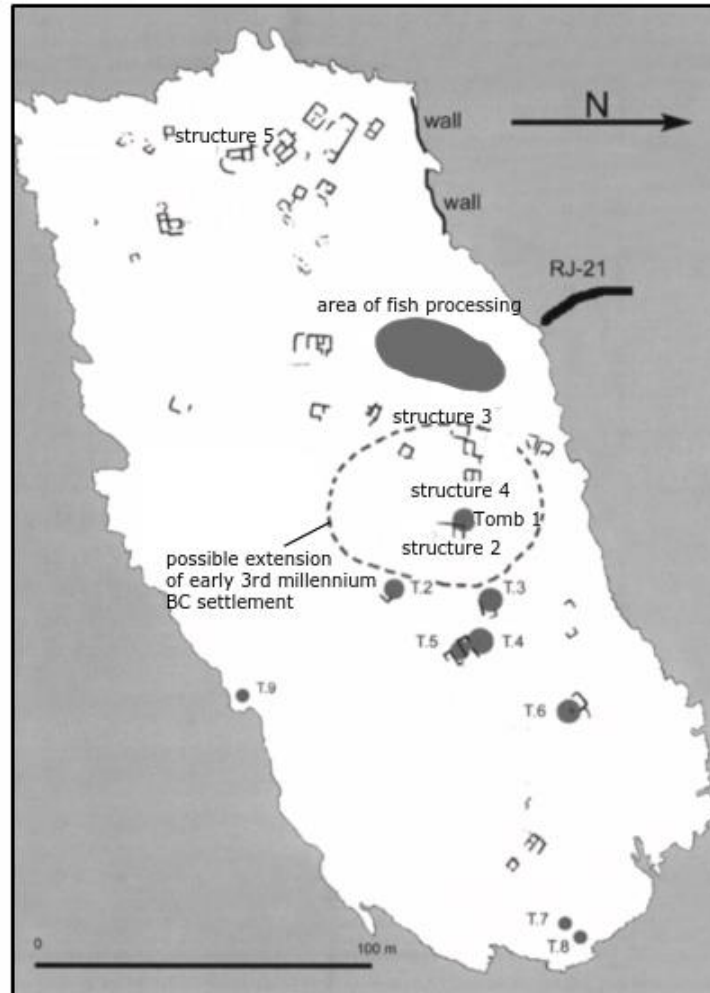 N
wall
structure 5
wall
RJ-21
area of fish processing
structure 3
structure 4
Tomb 1
structure 2
possible extension
of early 3rd millennium
BC settlement
T.2
T.3
T.5
T.4
T.9
T.6
T.7
T.8
0
100 m